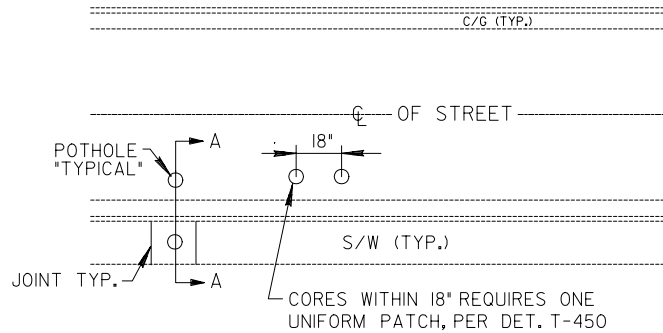 C/G (TYP.)
℄ OF STREET
POTHOLE
"TYPICAL"
A
18"
S/W (TYP.)
JOINT TYP.
A
CORES WITHIN 18" REQUIRES ONE
UNIFORM PATCH, PER DET. T-450